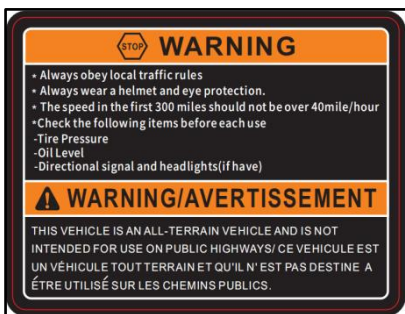 STOP WARNING
* Always obey local traffic rules
* Always wear a helmet and eye protection.
* The speed in the first 300 miles should not be over 40mile/hour
*Check the following items before each use
-Tire Pressure
-Oil Level
-Directional signal and headlights(if have)
WARNING/AVERTISSEMENT
THIS VEHICLE IS AN ALL-TERRAIN VEHICLE AND IS NOT
INTENDED FOR USE ON PUBLIC HIGHWAYS/ CE VEHICULE EST
UN VÉHICULE TOUT TERRAIN ET QU'IL N' EST PAS DESTINE A
ÉTRE UTILISÉ SUR LES CHEMINS PUBLICS.